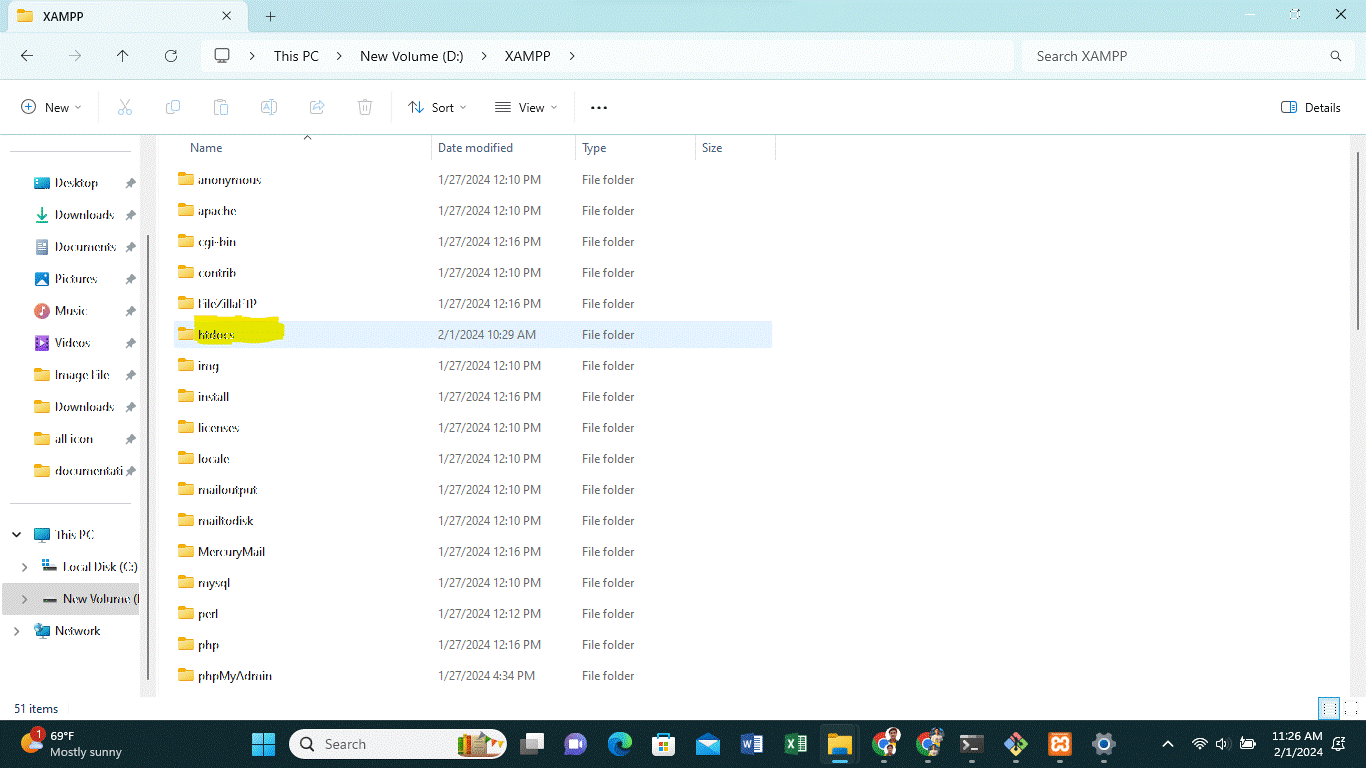 XAMPP
This PC New Volume (D:) XAMPP Search XAMPP
New Sort View Details
Name Date modified Type Size
Desktop
Downloads
Documents
Pictures
Music
Videos
Image File
Downloads
all icon
documentati
This PC
Local Disk (C:)
New Volume (
Network
anonymous 1/27/2024 12:10 PM File folder
apache 1/27/2024 12:10 PM File folder
cgi-bin 1/27/2024 12:16 PM File folder
contrib 1/27/2024 12:10 PM File folder
FileZillaFTP 1/27/2024 12:16 PM File folder
htdocs 2/1/2024 10:29 AM File folder
img 1/27/2024 12:10 PM File folder
install 1/27/2024 12:16 PM File folder
licenses 1/27/2024 12:10 PM File folder
locale 1/27/2024 12:10 PM File folder
mailoutput 1/27/2024 12:10 PM File folder
mailtodisk 1/27/2024 12:10 PM File folder
MercuryMail 1/27/2024 12:16 PM File folder
mysql 1/27/2024 12:10 PM File folder
perl 1/27/2024 12:12 PM File folder
php 1/27/2024 12:16 PM File folder
phpMyAdmin 1/27/2024 4:34 PM File folder
51 items
1 69°F
Mostly sunny
Search
11:26 AM
2/1/2024